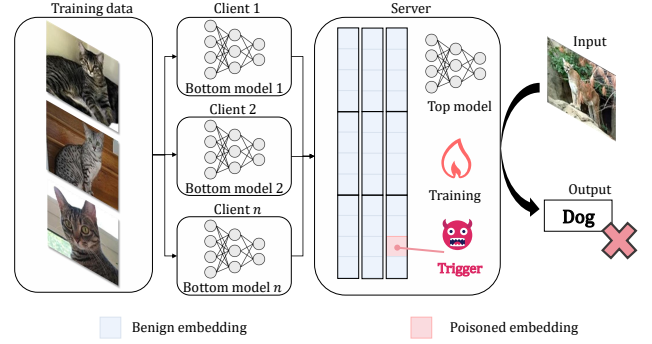 Training data
Client 1
Bottom model 1
Client 2
Bottom model 2
Client n
Bottom model n
Server
Top model
Training
Trigger
Input
Output
Dog
Benign embedding
Poisoned embedding